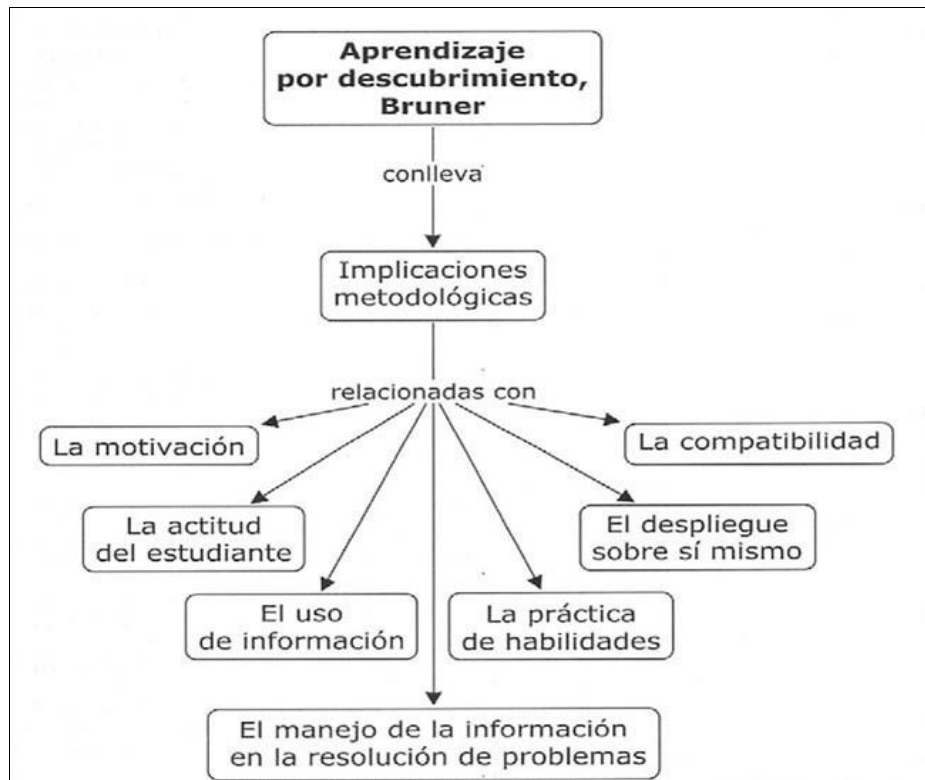 Aprendizaje
por descubrimiento,
Bruner
conlleva
Implicaciones
metodológicas
relacionadas con
La motivación
La compatibilidad
La actitud
del estudiante
El despliegue
sobre sí mismo
El uso
de información
La práctica
de habilidades
El manejo de la información
en la resolución de problemas